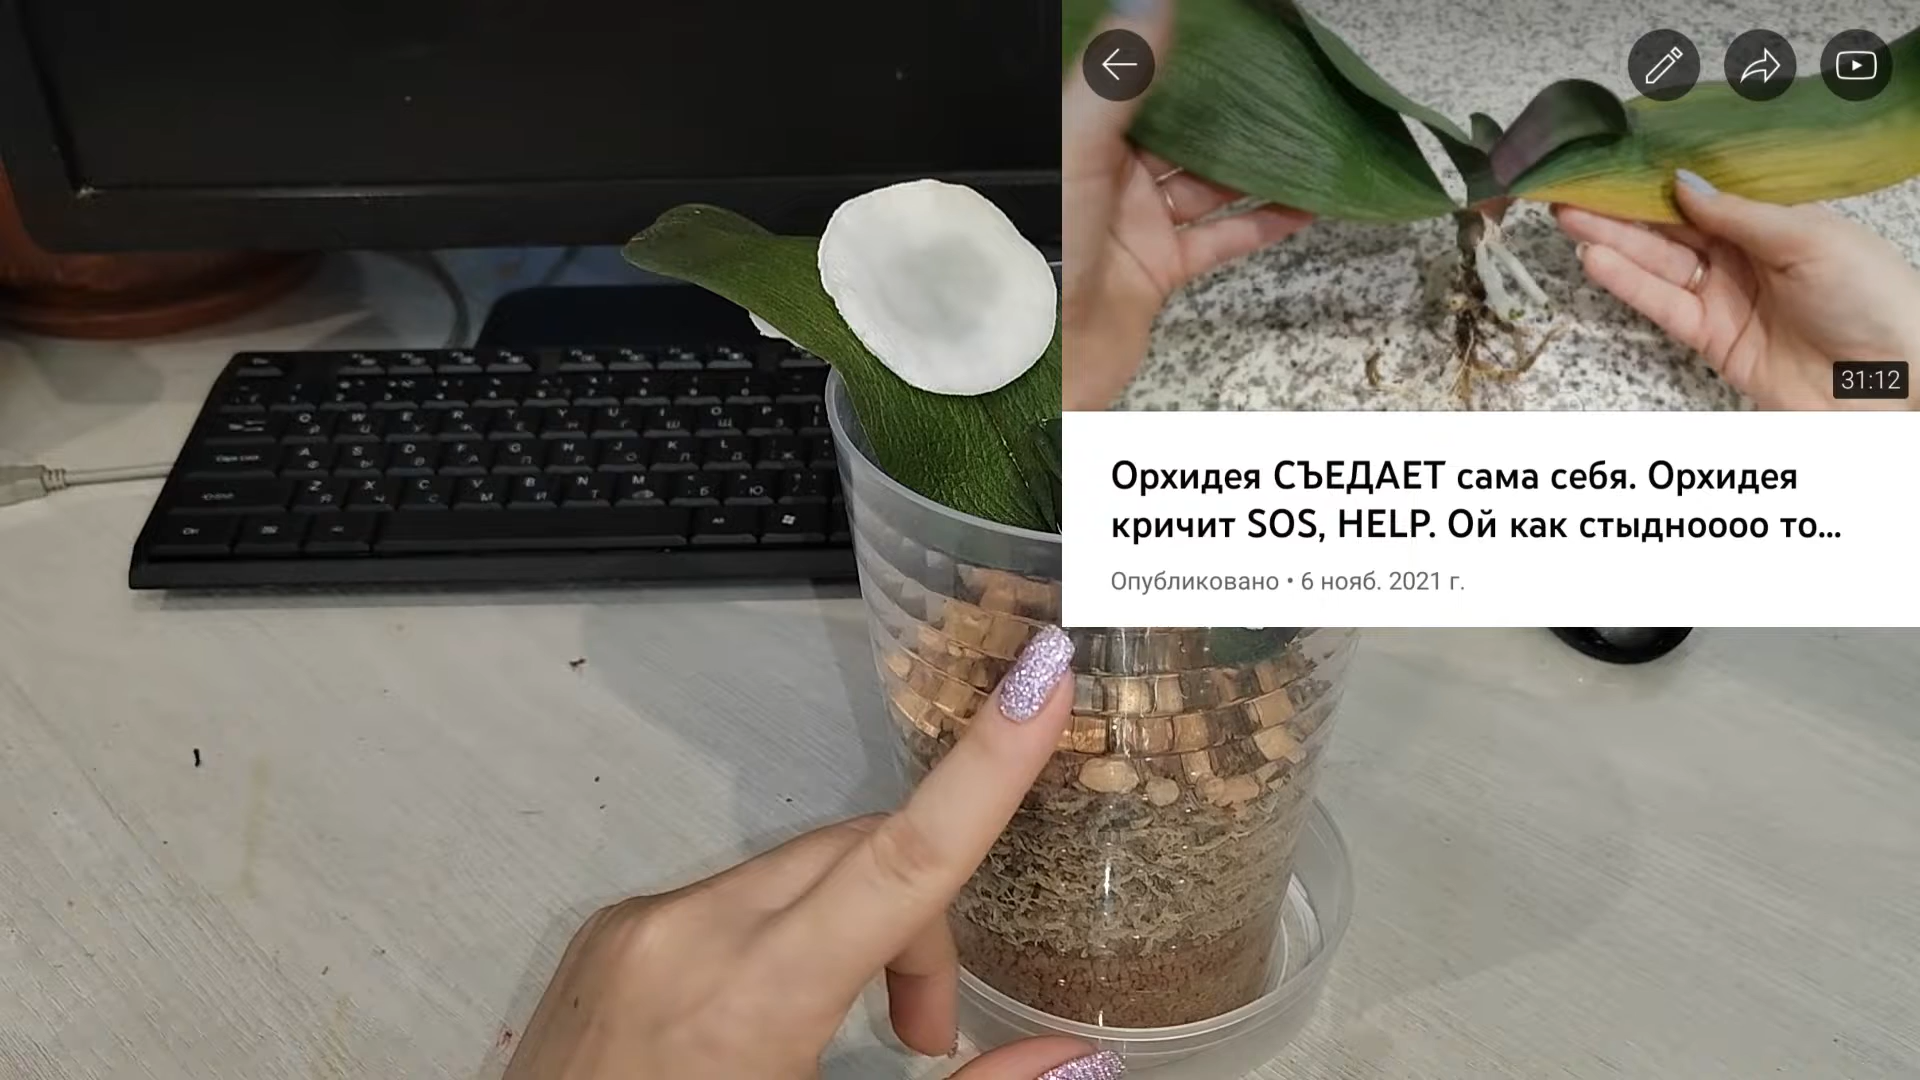 31:12
Орхидея СЪЕДАЕТ сама себя. Орхидея
кричит SOS, HELP. Ой как стыдноооо то...
Опубликовано • 6 нояб. 2021 г.
Q W E R T Y U I O P
A S D F G H J K L
Z X C V B N M